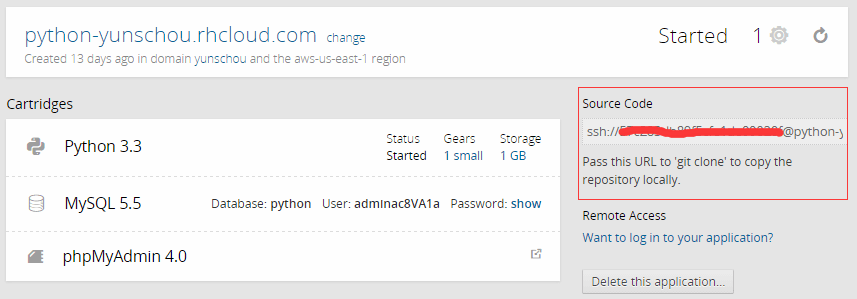 python-yunschou.rhcloud.com change
Started 1
Created 13 days ago in domain yunschou and the aws-us-east-1 region
Cartridges
Python 3.3
Status Gears Storage
Started 1 small 1 GB
MySQL 5.5
Database: python User: adminac8VA1a Password: show
phpMyAdmin 4.0
Source Code
ssh:// @python-y
Pass this URL to 'git clone' to copy the
repository locally.
Remote Access
Want to log in to your application?
Delete this application...